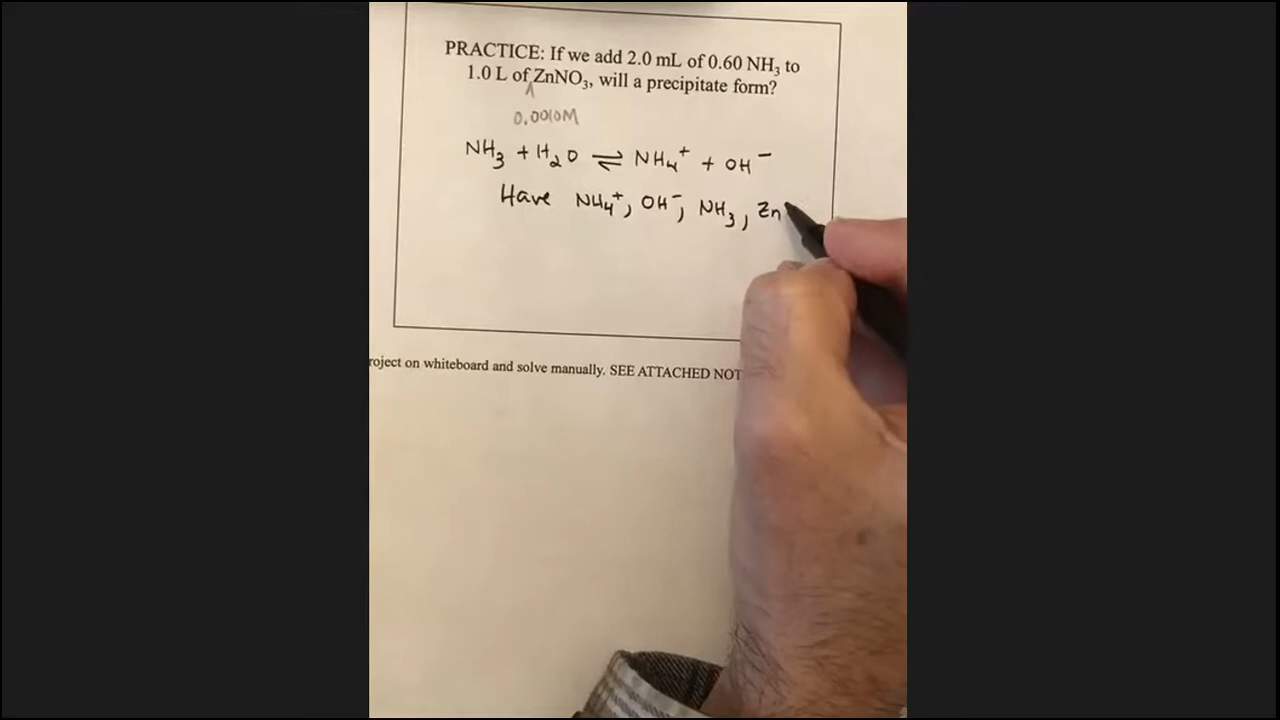 PRACTICE: If we add 2.0 mL of 0.60 NH₃ to
1.0 L of ZnNO₃, will a precipitate form?
^
0.0010M
NH₃ + H₂O ⇌ NH₄⁺ + OH⁻
Have NH₄⁺, OH⁻, NH₃, Zn
roject on whiteboard and solve manually. SEE ATTACHED NOT